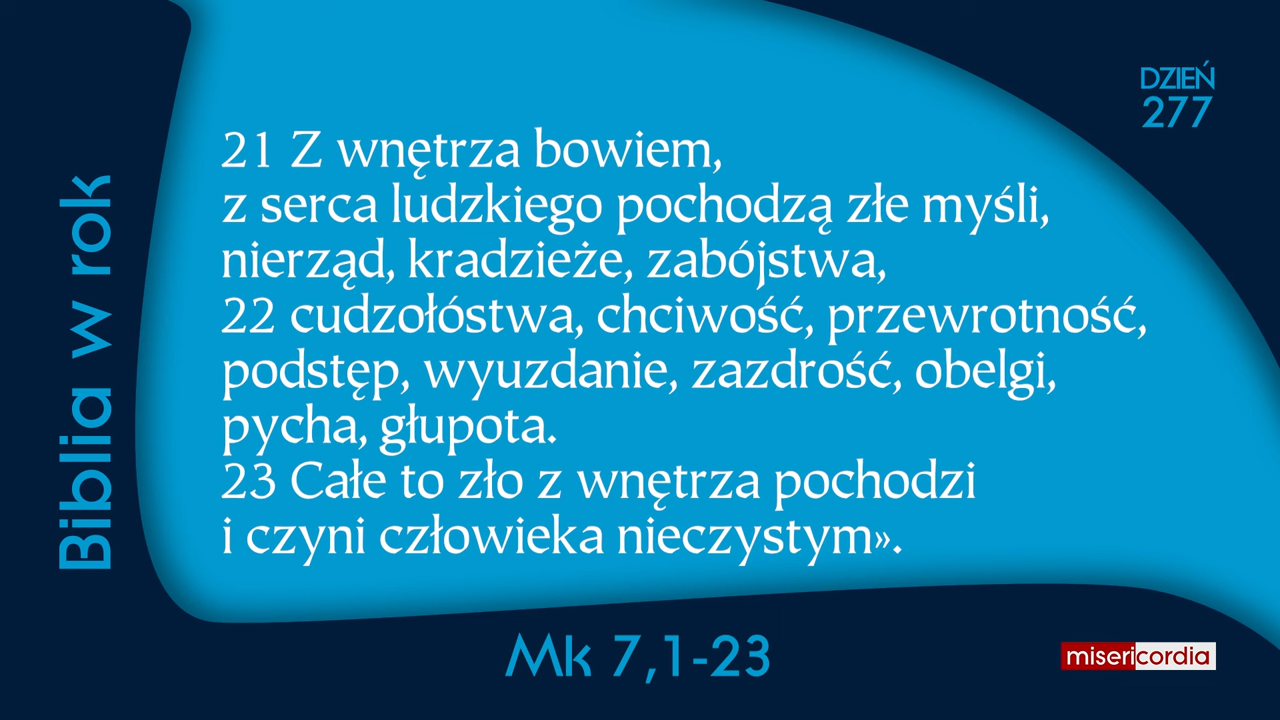 DZIEŃ
277
Biblia w rok
21 Z wnętrza bowiem,
z serca ludzkiego pochodzą złe myśli,
nierząd, kradzieże, zabójstwa,
22 cudzołóstwa, chciwość, przewrotność,
podstęp, wyuzdanie, zazdrość, obelgi,
pycha, głupota.
23 Całe to zło z wnętrza pochodzi
i czyni człowieka nieczystym».
Mk 7,1-23
misericordia